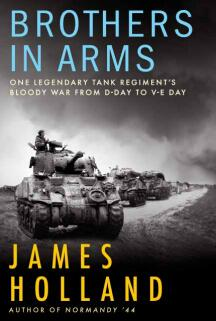 BROTHERS
IN ARMS
ONE LEGENDARY TANK REGIMENT'S
BLOODY WAR FROM D-DAY TO V-E DAY
JAMES
HOLLAND
AUTHOR OF NORMANDY '44